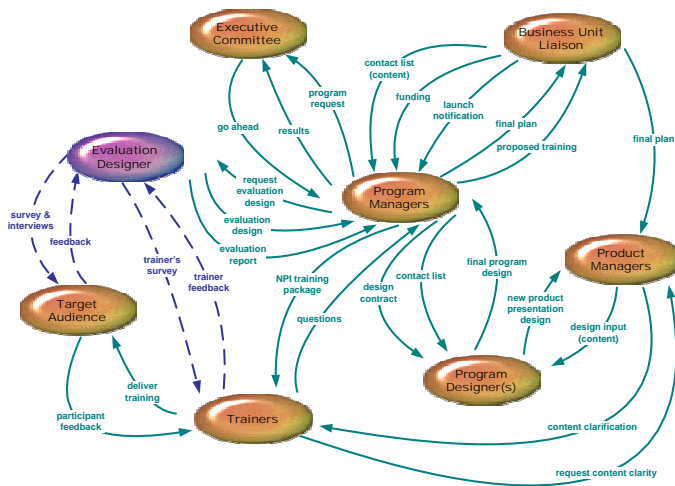 Executive
Committee
Business Unit
Liaison
contact list
(content)
program
request
funding
launch
notification
final plan
proposed training
final plan
go ahead
results
Evaluation
Designer
request
evaluation
design
Program
Managers
evaluation
design
evaluation
report
survey &
interviews
feedback
trainer's
survey
trainer
feedback
NPI training
package
questions
design
contract
contact list
final program
design
Product
Managers
new product
presentation
design
design input
(content)
Target
Audience
Program
Designer(s)
deliver
training
participant
feedback
Trainers
content clarification
request content clarity